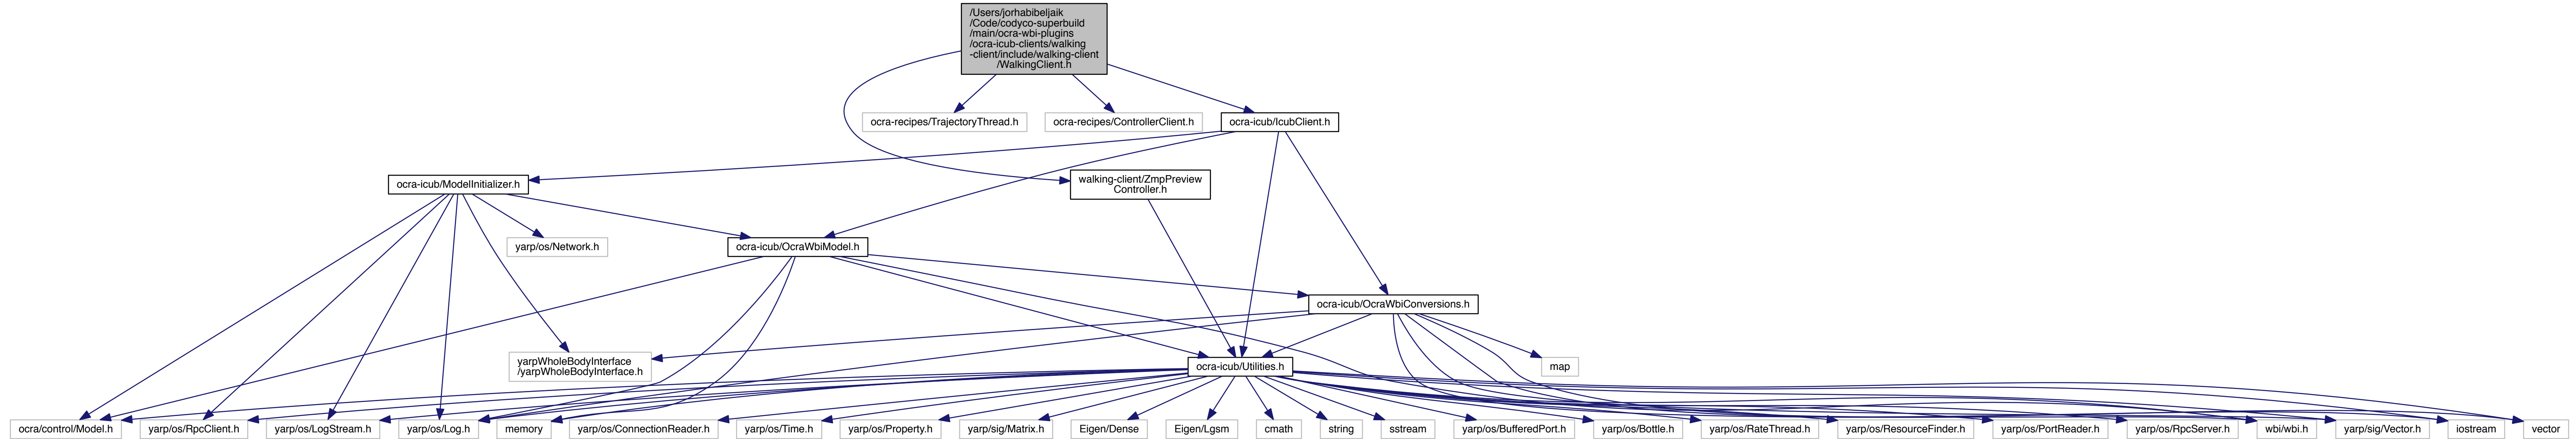 /Users/jorhabibeljaik
/Code/codyco-superbuild
/main/ocra-wbi-plugins
/ocra-icub-clients/walking
-client/include/walking-client
/WalkingClient.h
ocra-recipes/TrajectoryThread.h
ocra-recipes/ControllerClient.h
ocra-icub/IcubClient.h
ocra-icub/ModelInitializer.h
walking-client/ZmpPreview
Controller.h
yarp/os/Network.h
ocra-icub/OcraWbiModel.h
ocra-icub/OcraWbiConversions.h
yarpWholeBodyInterface
/yarpWholeBodyInterface.h
ocra-icub/Utilities.h
map
ocra/control/Model.h
yarp/os/RpcClient.h
yarp/os/LogStream.h
yarp/os/Log.h
memory
yarp/os/ConnectionReader.h
yarp/os/Time.h
yarp/os/Property.h
yarp/sig/Matrix.h
Eigen/Dense
Eigen/Lgsm
cmath
string
sstream
yarp/os/BufferedPort.h
yarp/os/Bottle.h
yarp/os/RateThread.h
yarp/os/ResourceFinder.h
yarp/os/PortReader.h
yarp/os/RpcServer.h
wbi/wbi.h
yarp/sig/Vector.h
iostream
vector